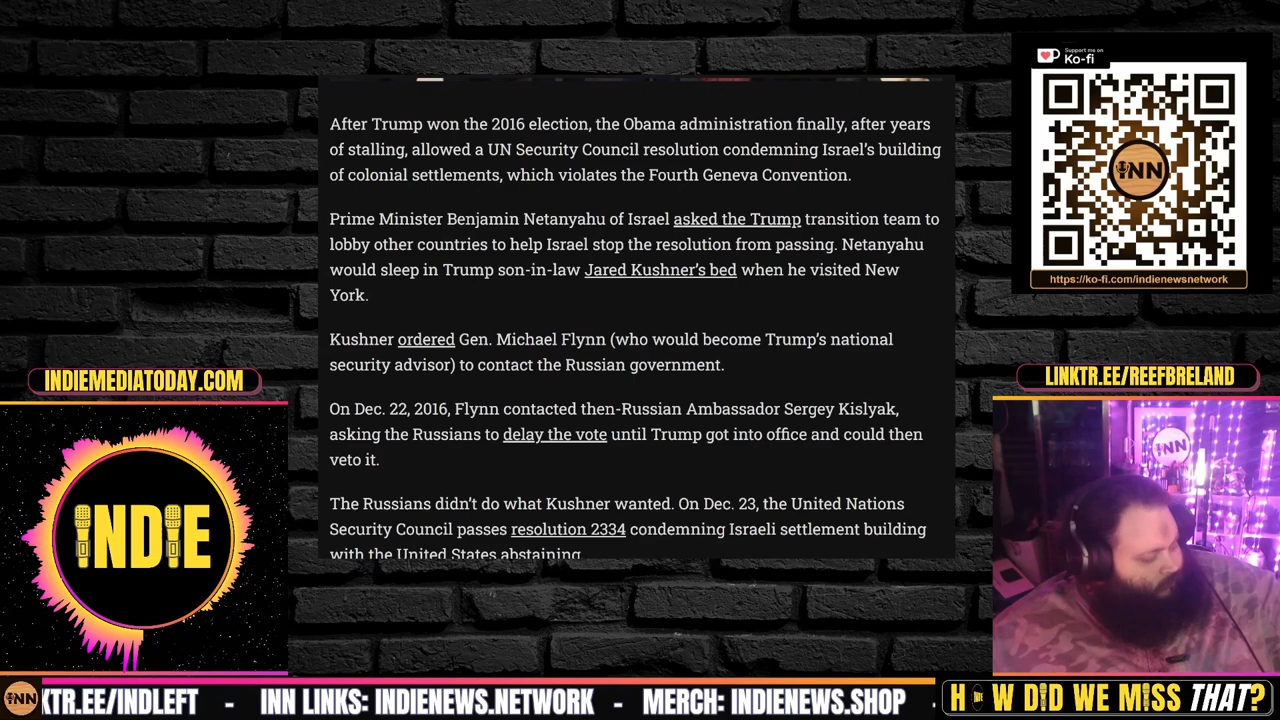 After Trump won the 2016 election, the Obama administration finally, after years
of stalling, allowed a UN Security Council resolution condemning Israel's building
of colonial settlements, which violates the Fourth Geneva Convention.
Prime Minister Benjamin Netanyahu of Israel asked the Trump transition team to
lobby other countries to help Israel stop the resolution from passing. Netanyahu
would sleep in Trump son-in-law Jared Kushner's bed when he visited New
York.
Kushner ordered Gen. Michael Flynn (who would become Trump's national
security advisor) to contact the Russian government.
On Dec. 22, 2016, Flynn contacted then-Russian Ambassador Sergey Kislyak,
asking the Russians to delay the vote until Trump got into office and could then
veto it.
The Russians didn't do what Kushner wanted. On Dec. 23, the United Nations
Security Council passes resolution 2334 condemning Israeli settlement building
with the United States abstaining.
Support me on
Ko-fi
INN
https://ko-fi.com/indienewsnetwork
INDIEMEDIATODAY.COM
LINKTR.EE/REEFBRELAND
INDIE
INN
INN
KTR.EE/INDLEFT - INN LINKS: INDIENEWS.NETWORK - MERCH: INDIENEWS.SHOP -
HOW DID WE MISS THAT?